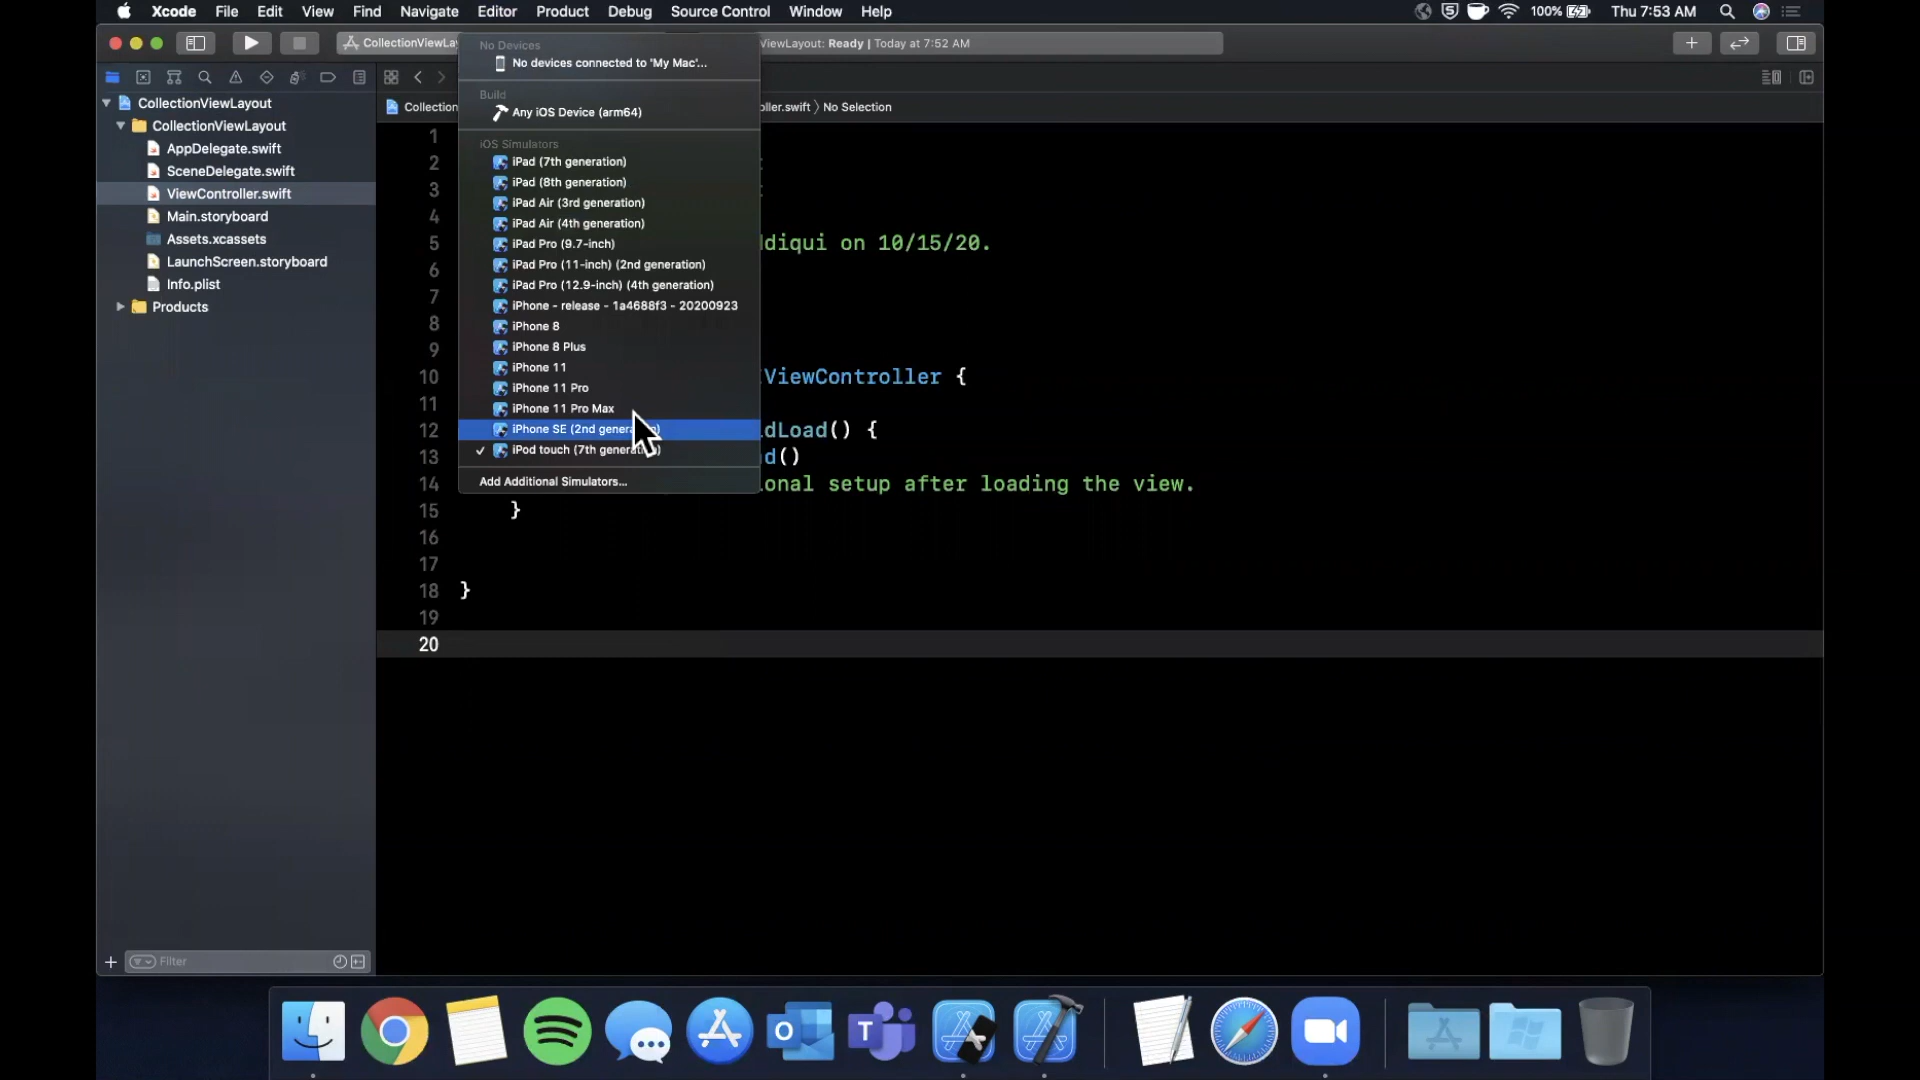 Xcode File Edit View Find Navigate Editor Product Debug Source Control Window Help 100% Thu 7:53 AM
CollectionViewLay ViewLayout: Ready | Today at 7:52 AM
No Devices
No devices connected to 'My Mac'...
Build
Any iOS Device (arm64)
iOS Simulators
iPad (7th generation)
iPad (8th generation)
iPad Air (3rd generation)
iPad Air (4th generation)
iPad Pro (9.7-inch)
iPad Pro (11-inch) (2nd generation)
iPad Pro (12.9-inch) (4th generation)
iPhone - release - 1a4688f3 - 20200923
iPhone 8
iPhone 8 Plus
iPhone 11
iPhone 11 Pro
iPhone 11 Pro Max
iPhone SE (2nd genera
iPod touch (7th genera
Add Additional Simulators...
CollectionViewLayout
CollectionViewLayout
AppDelegate.swift
SceneDelegate.swift
ViewController.swift
Main.storyboard
Assets.xcassets
LaunchScreen.storyboard
Info.plist
Products
Filter
Collection ller.swift No Selection
1
2
3
4
5 ddiqui on 10/15/20.
6
7
8
9
10 ViewController {
11
12 dLoad() {
13 d()
14 onal setup after loading the view.
15 }
16
17
18 }
19
20